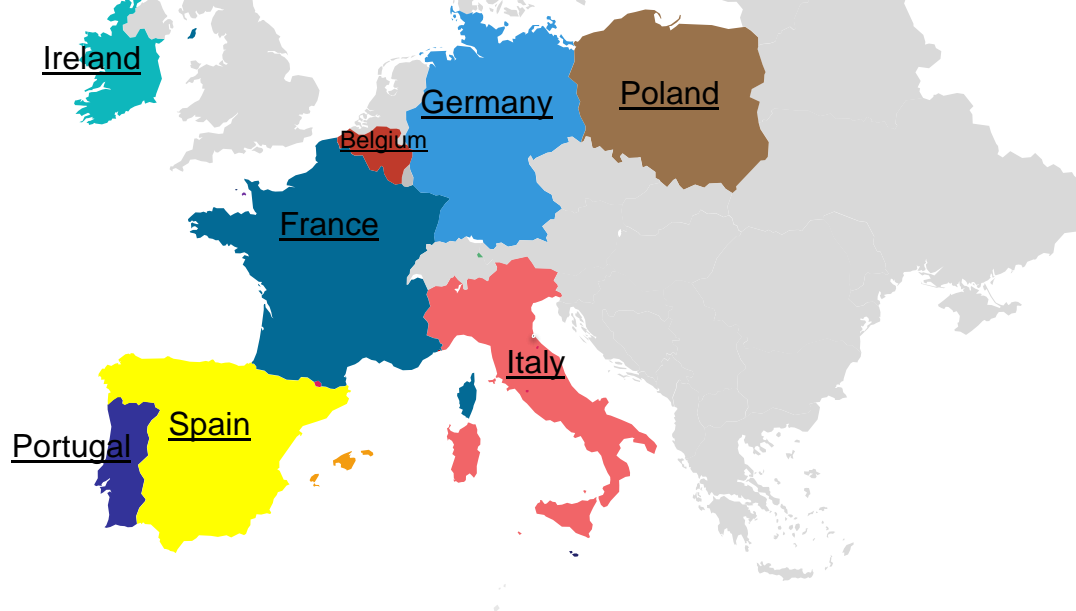 Ireland
Germany
Poland
Belgium
France
Italy
Spain
Portugal